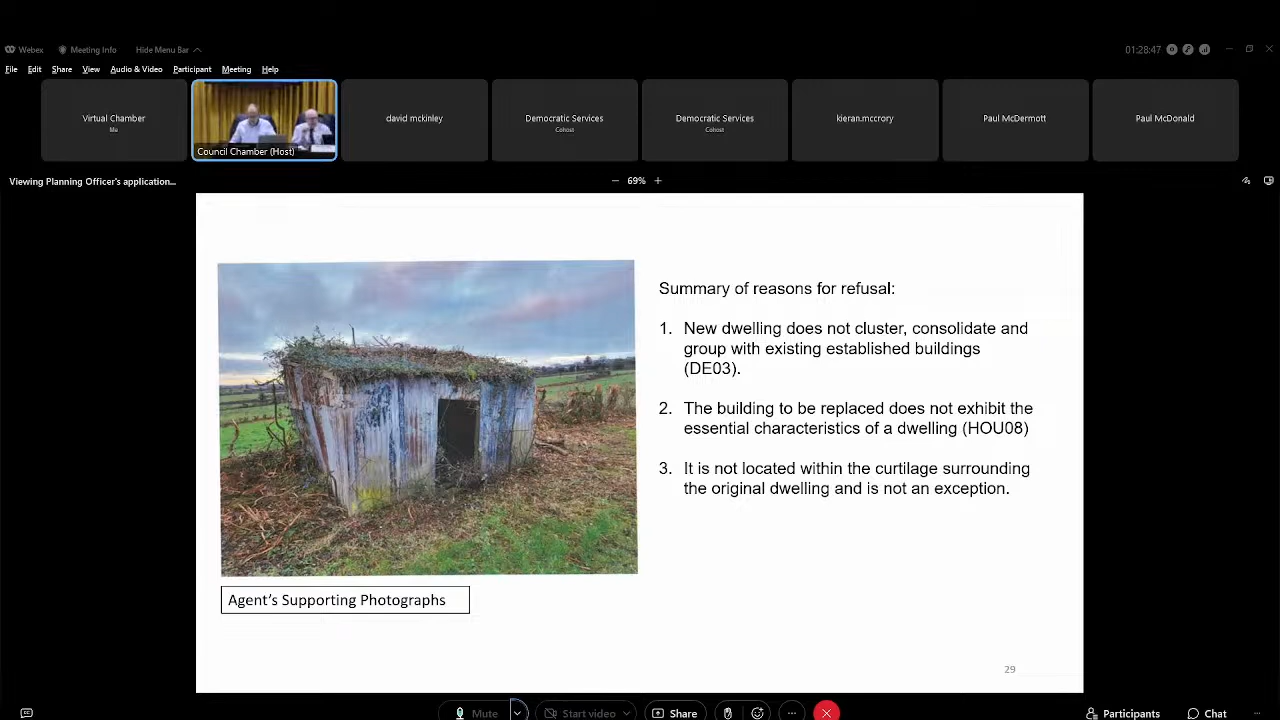 Webex
Meeting Info
Hide Menu Bar
01:28:47
File Edit Share View Audio & Video Participant Meeting Help
Virtual Chamber
Me
Council Chamber (Host)
david mckinley
Democratic Services
Cohost
Democratic Services
Cohost
kieran.mccrory
Paul McDermott
Paul McDonald
Viewing Planning Officer's application...
69%
Summary of reasons for refusal:
1. New dwelling does not cluster, consolidate and
group with existing established buildings
(DE03).
2. The building to be replaced does not exhibit the
essential characteristics of a dwelling (HOU08)
3. It is not located within the curtilage surrounding
the original dwelling and is not an exception.
Agent's Supporting Photographs
29
Mute
Start video
Share
Participants
Chat